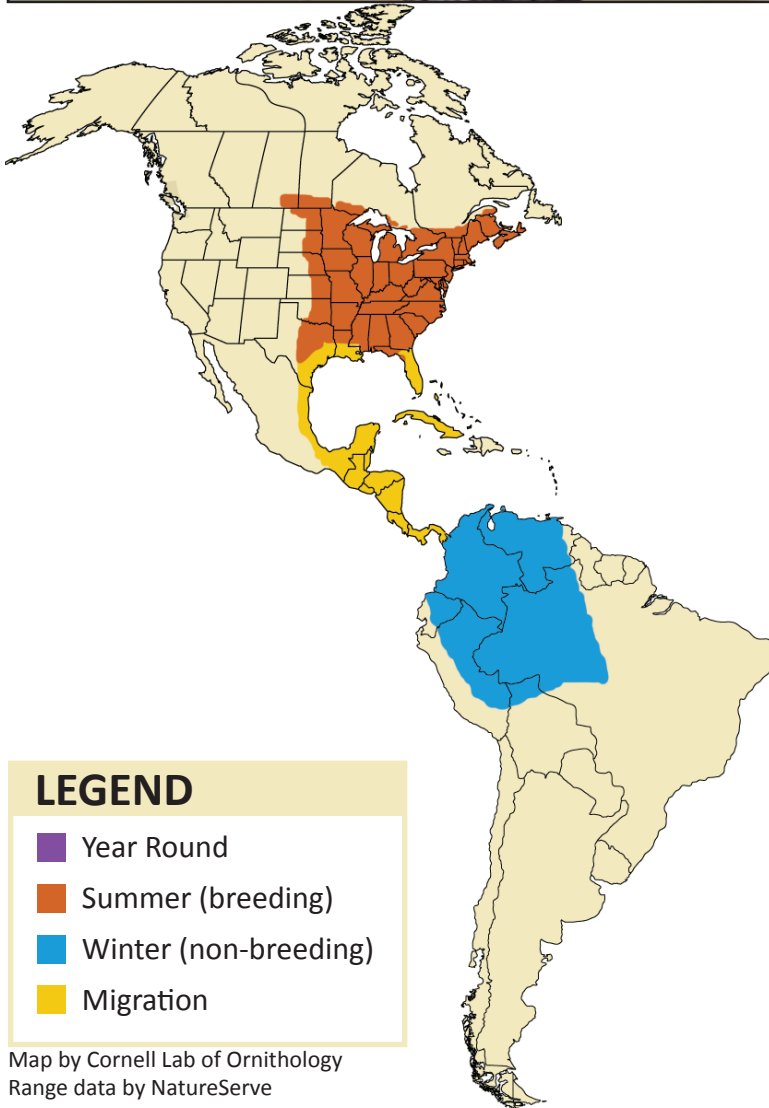 LEGEND
Year Round
Summer (breeding)
Winter (non-breeding)
Migration
Map by Cornell Lab of Ornithology
Range data by NatureServe